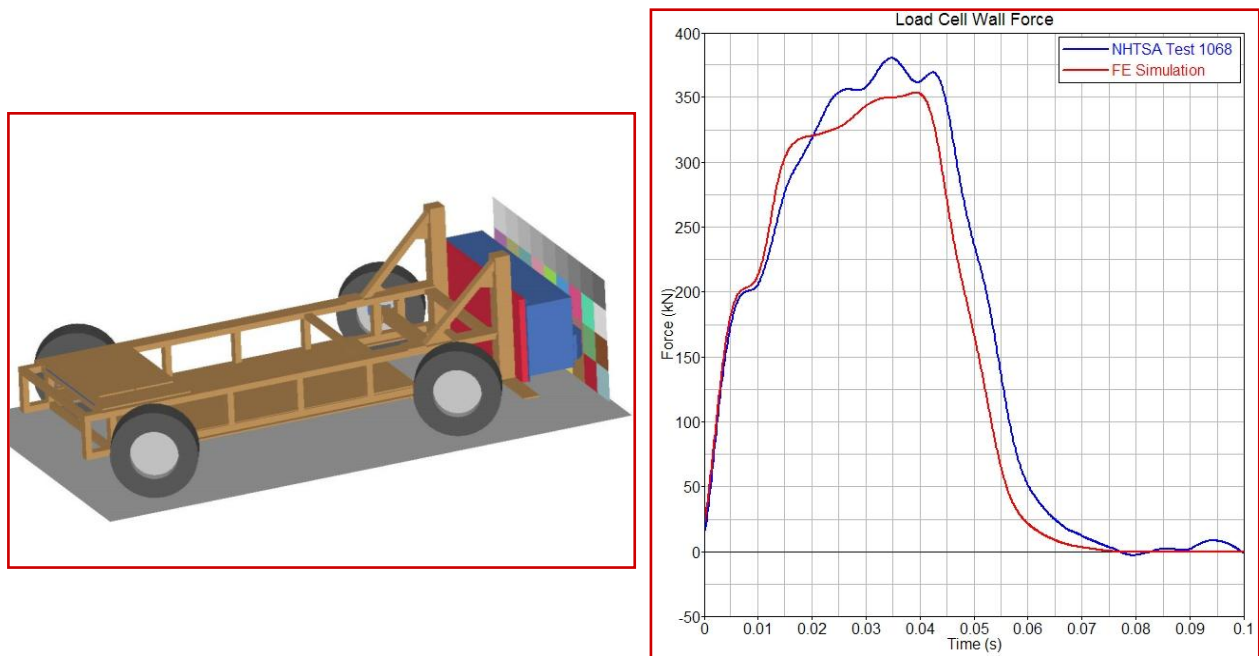 Load Cell Wall Force
NHTSA Test 1068
FE Simulation
400
350
300
250
200
150
100
50
0
-50
Force (kN)
0 0.01 0.02 0.03 0.04 0.05 0.06 0.07 0.08 0.09 0.1
Time (s)